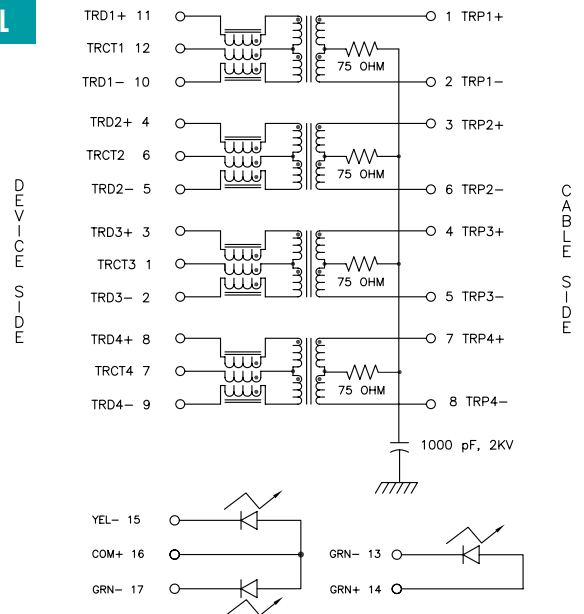 L
TRD1+ 11
1 TRP1+
TRCT1 12
75 OHM
TRD1- 10
2 TRP1-
TRD2+ 4
3 TRP2+
TRCT2 6
75 OHM
TRD2- 5
6 TRP2-
TRD3+ 3
4 TRP3+
TRCT3 1
75 OHM
TRD3- 2
5 TRP3-
TRD4+ 8
7 TRP4+
TRCT4 7
75 OHM
TRD4- 9
8 TRP4-
DEVICE SIDE
CABLE SIDE
1000 pF, 2KV
YEL- 15
COM+ 16
GRN- 17
GRN- 13
GRN+ 14